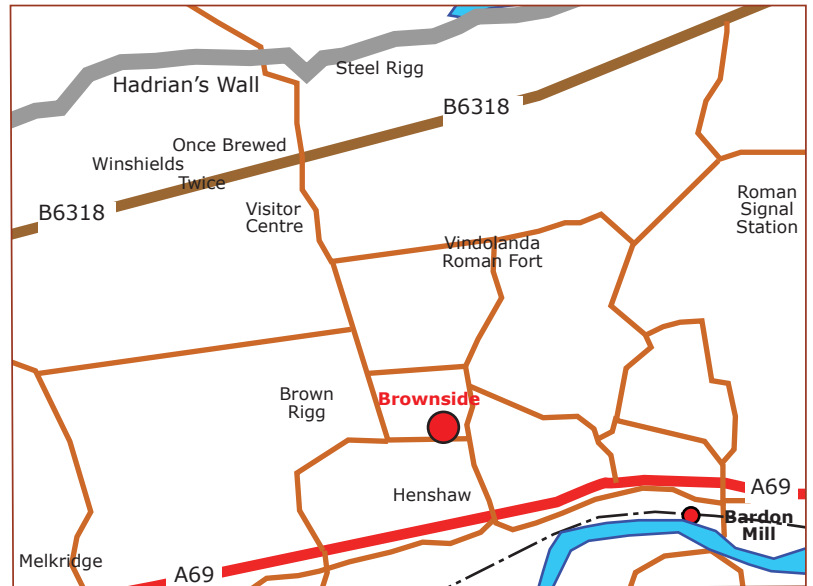 Steel Rigg
Hadrian's Wall
B6318
Once Brewed
Winshields
Twice
B6318
Visitor
Centre
Roman
Signal
Station
Vindolanda
Roman Fort
Brown
Rigg
Brownside
Henshaw
A69
Bardon
Mill
Melkridge
A69